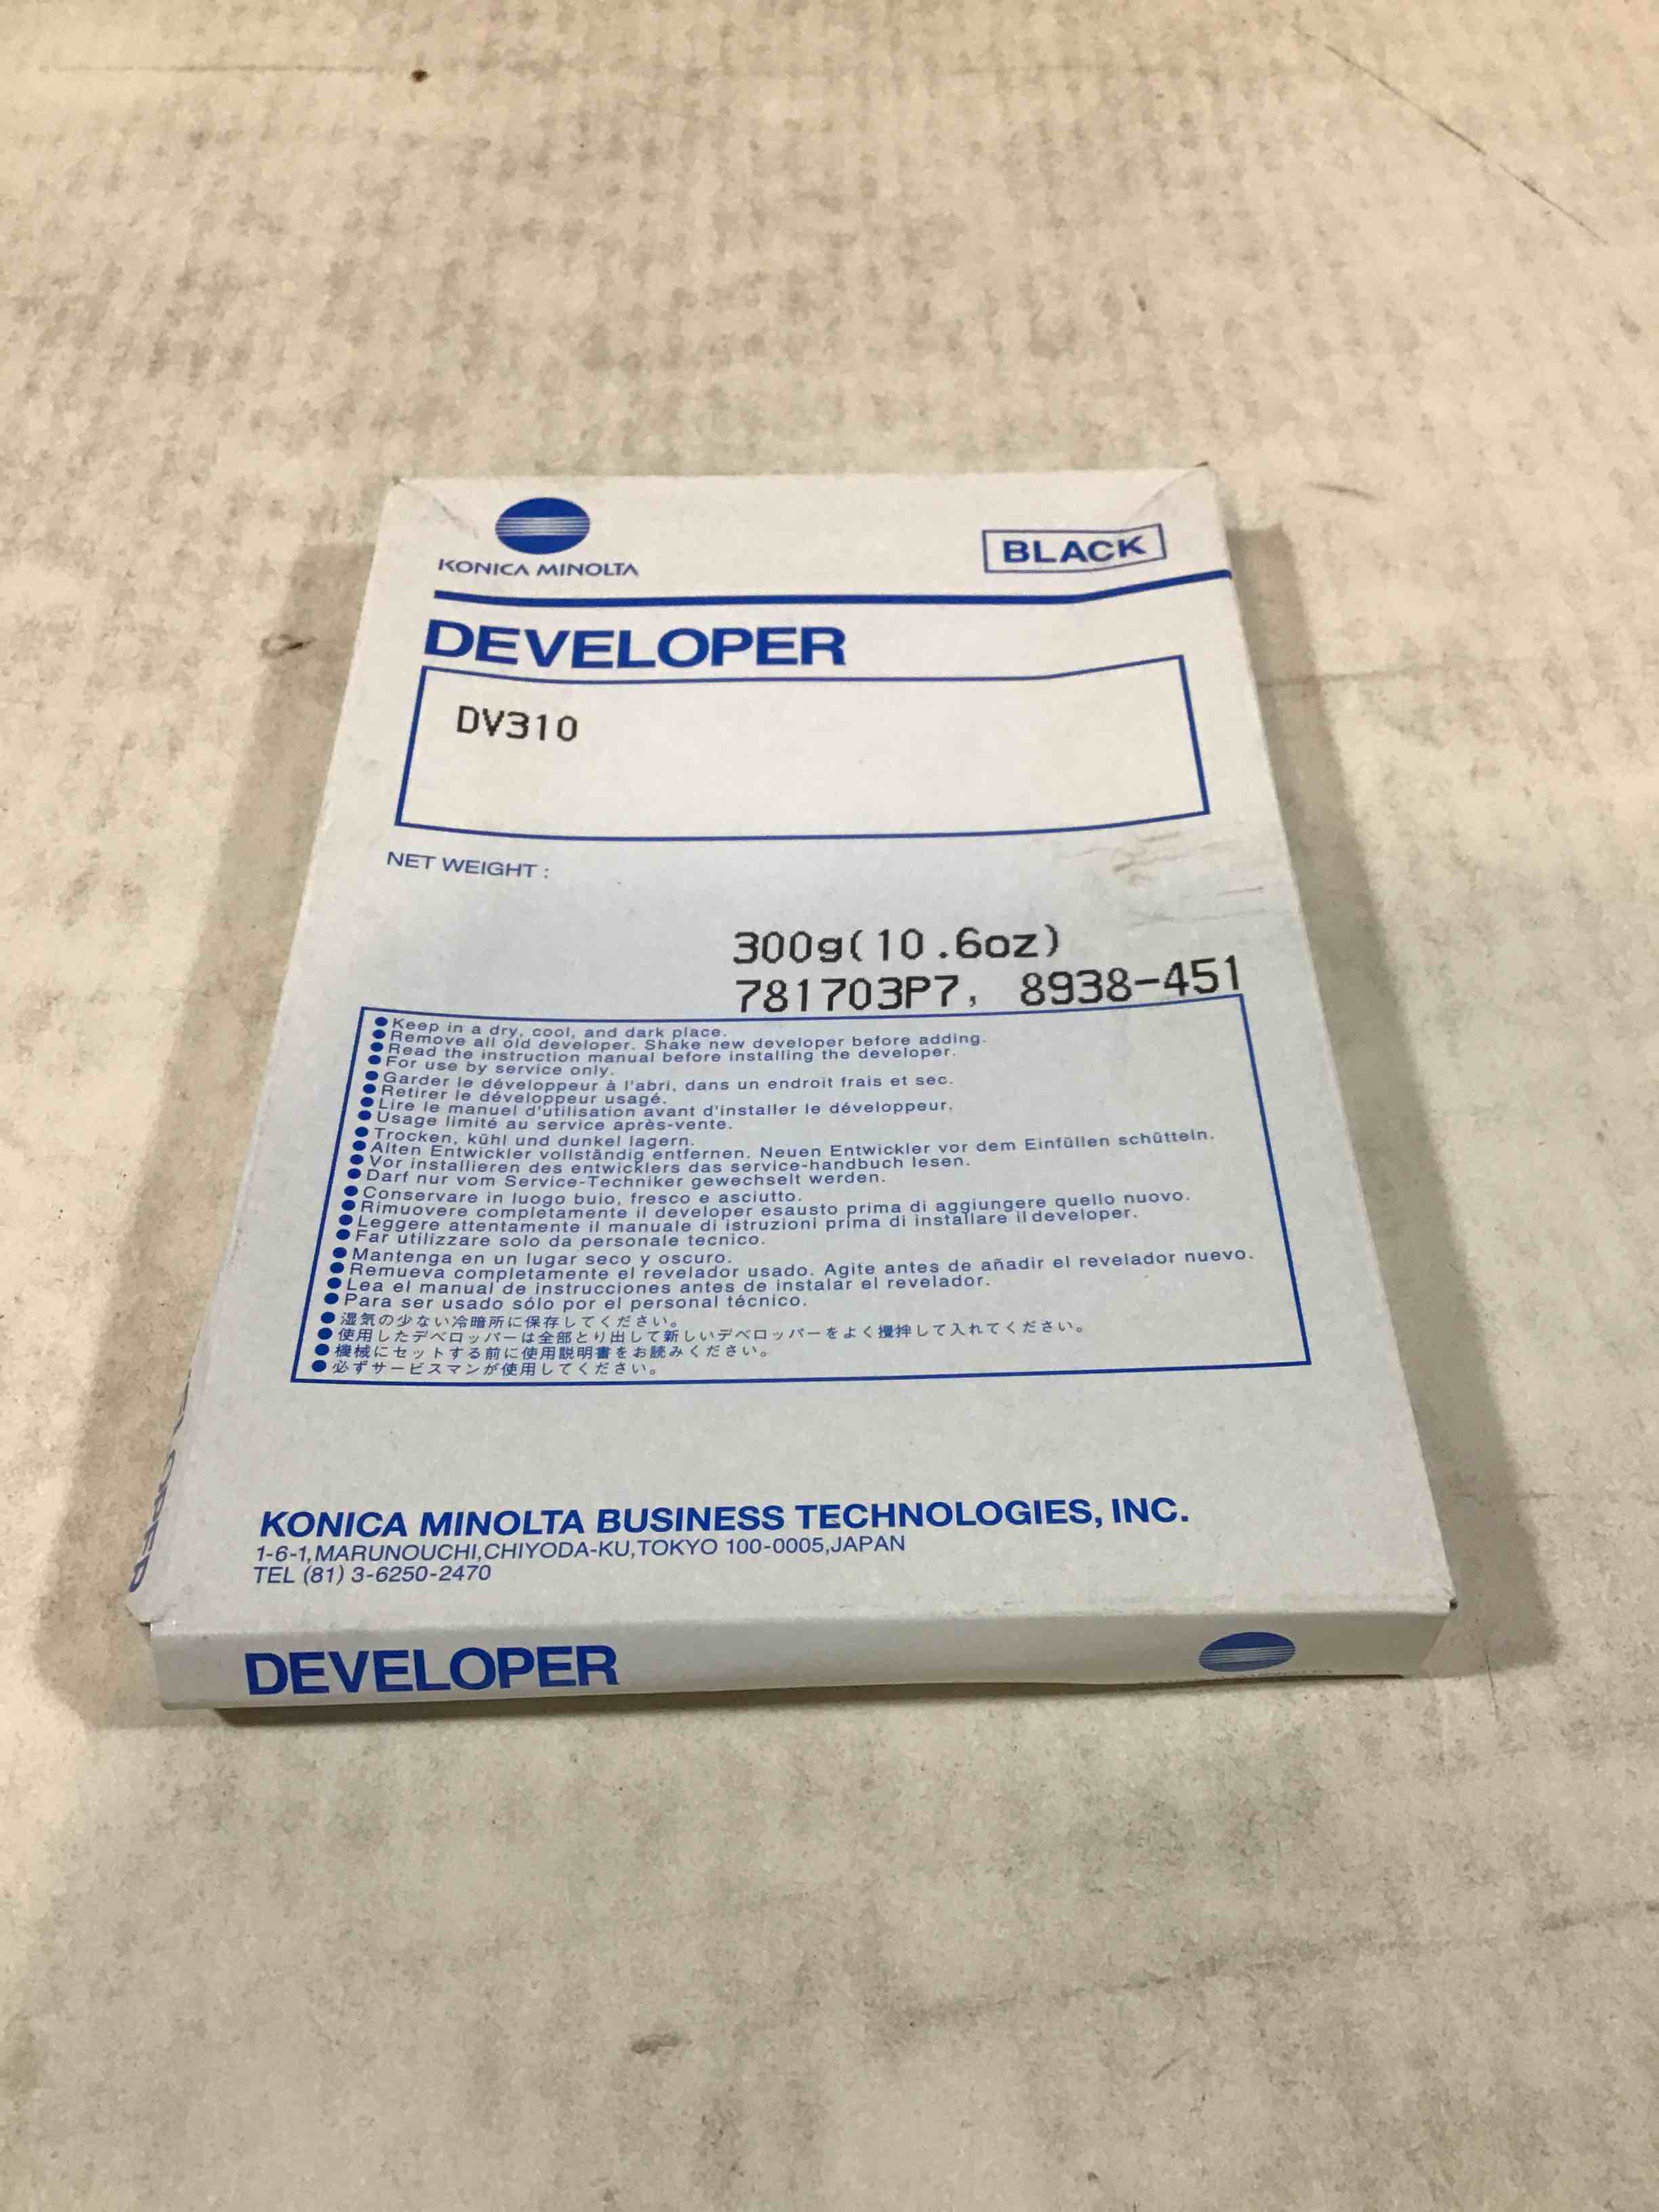 KONICA MINOLTA
BLACK
DEVELOPER
DV310
NET WEIGHT :
300g(10.6oz)
781703P7, 8938-451
● Keep in a dry, cool, and dark place.
● Remove all old developer. Shake new developer before adding.
● Read the instruction manual before installing the developer.
● For use by service only.
● Garder le développeur à l'abri, dans un endroit frais et sec.
● Retirer le développeur usagé.
● Lire le manuel d'utilisation avant d'installer le développeur.
● Usage limité au service après-vente.
● Trocken, kühl und dunkel lagern.
● Alten Entwickler vollständig entfernen. Neuen Entwickler vor dem Einfüllen schütteln.
● Vor installieren des entwicklers das service-handbuch lesen.
● Darf nur vom Service-Techniker gewechselt werden.
● Conservare in luogo buio, fresco e asciutto.
● Rimuovere completamente il developer esausto prima di aggiungere quello nuovo.
● Leggere attentamente il manuale di istruzioni prima di installare il developer.
● Far utilizzare solo da personale tecnico.
● Mantenga en un lugar seco y oscuro.
● Remueva completamente el revelador usado. Agite antes de añadir el revelador nuevo.
● Lea el manual de instrucciones antes de instalar el revelador.
● Para ser usado sólo por el personal técnico.
● 湿気の少ない冷暗所に保存してください。
● 使用したデベロッパーは全部とり出して新しいデベロッパーをよく攪拌して入れてください。
● 機械にセットする前に使用説明書をお読みください。
● 必ずサービスマンが使用してください。
KONICA MINOLTA BUSINESS TECHNOLOGIES, INC.
1-6-1,MARUNOUCHI,CHIYODA-KU,TOKYO 100-0005,JAPAN
TEL (81) 3-6250-2470
DEVELOPER